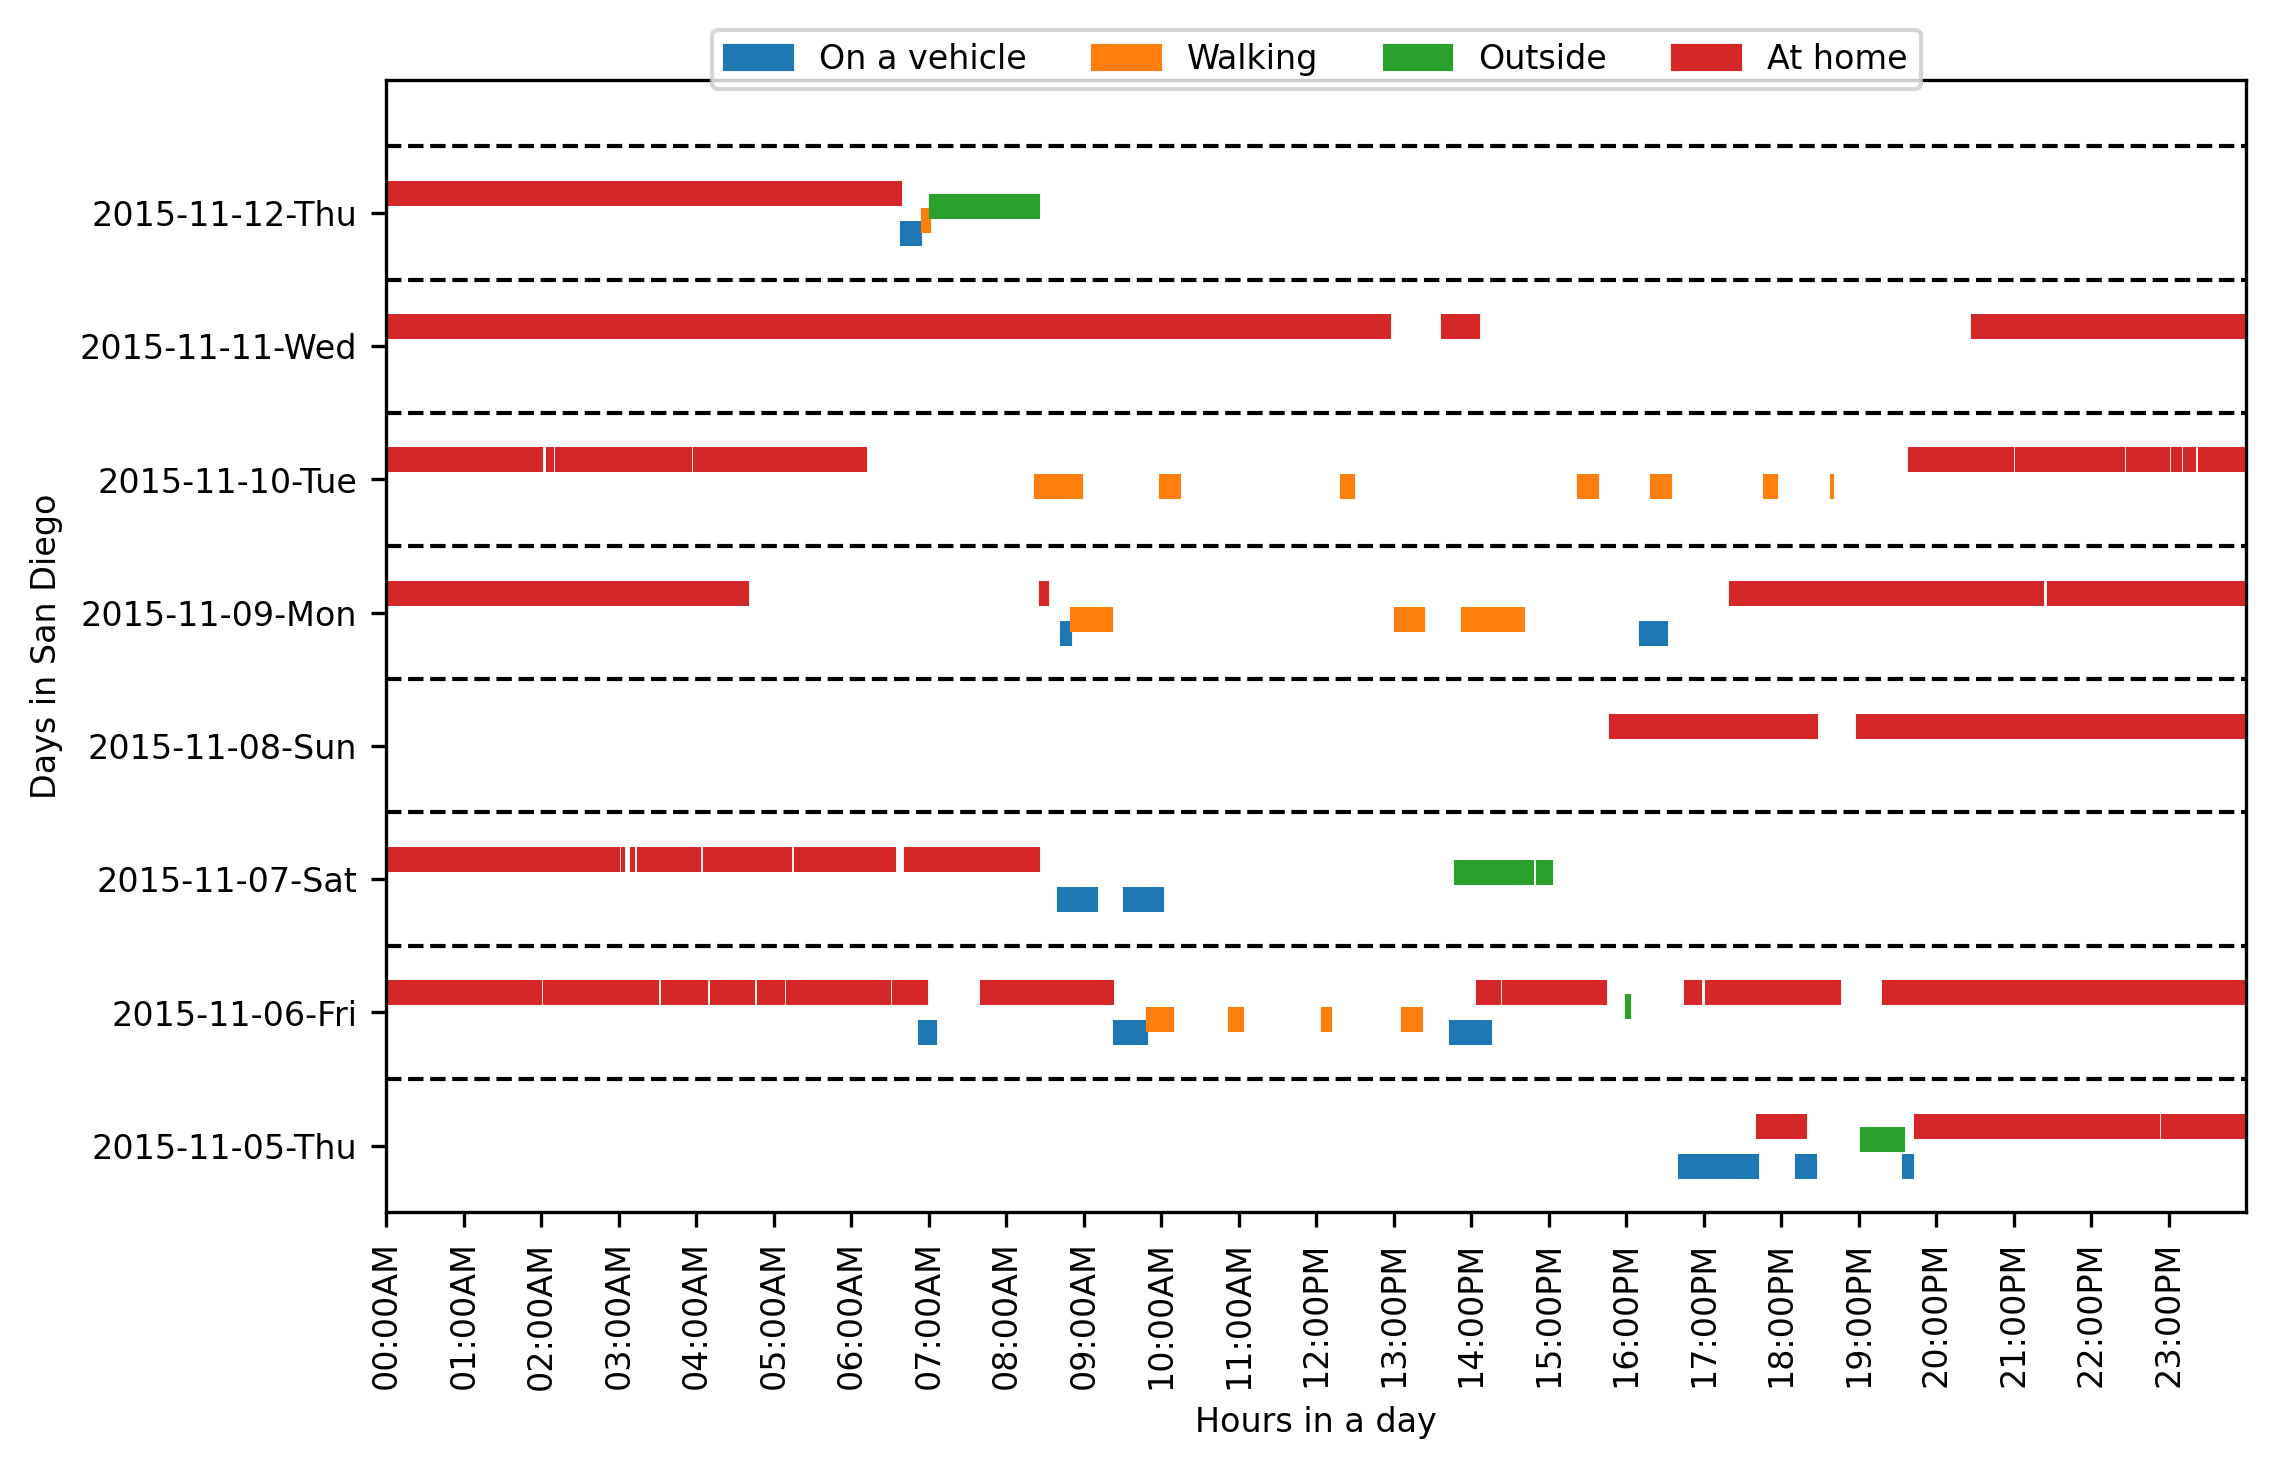 On a vehicle Walking Outside At home
2015-11-12-Thu
2015-11-11-Wed
2015-11-10-Tue
2015-11-09-Mon
2015-11-08-Sun
2015-11-07-Sat
2015-11-06-Fri
2015-11-05-Thu
Days in San Diego
00:00AM 01:00AM 02:00AM 03:00AM 04:00AM 05:00AM 06:00AM 07:00AM 08:00AM 09:00AM 10:00AM 11:00AM 12:00PM 13:00PM 14:00PM 15:00PM 16:00PM 17:00PM 18:00PM 19:00PM 20:00PM 21:00PM 22:00PM 23:00PM
Hours in a day